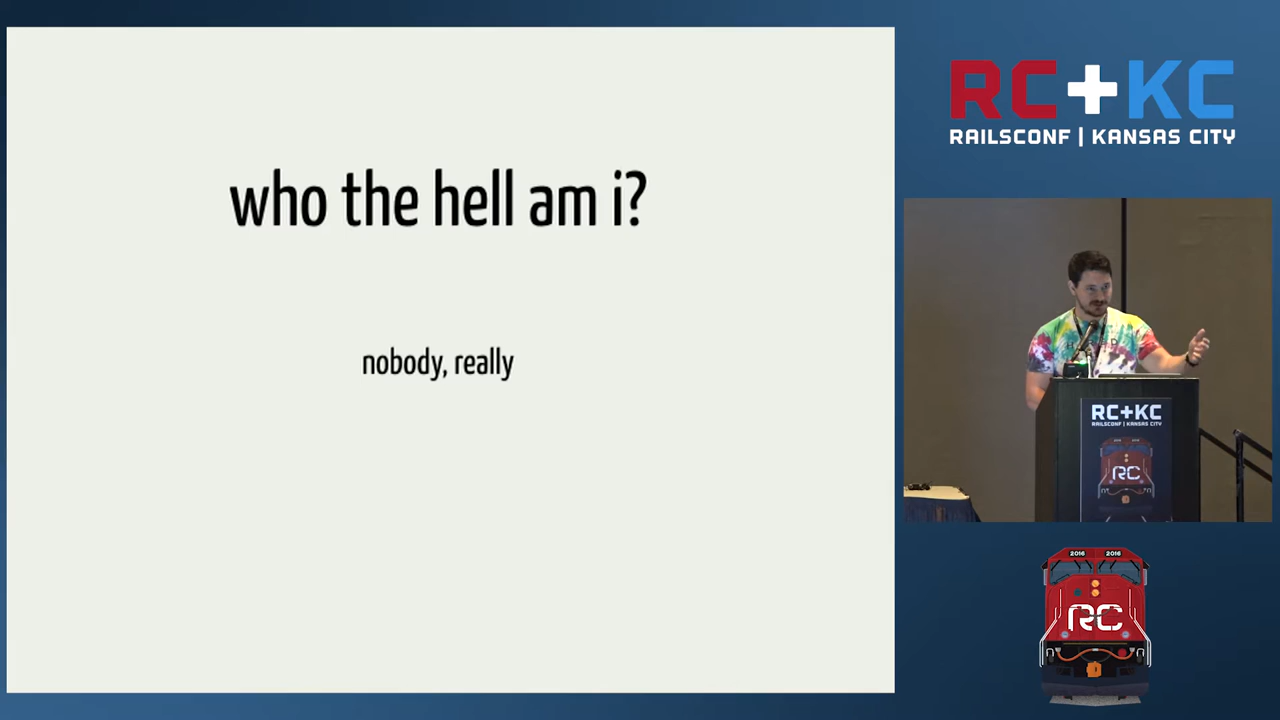 who the hell am i?
nobody, really
RC+KC
RAILSCONF | KANSAS CITY
RC+KC
RAILSCONF | KANSAS CITY
RC
2016 2016
RC